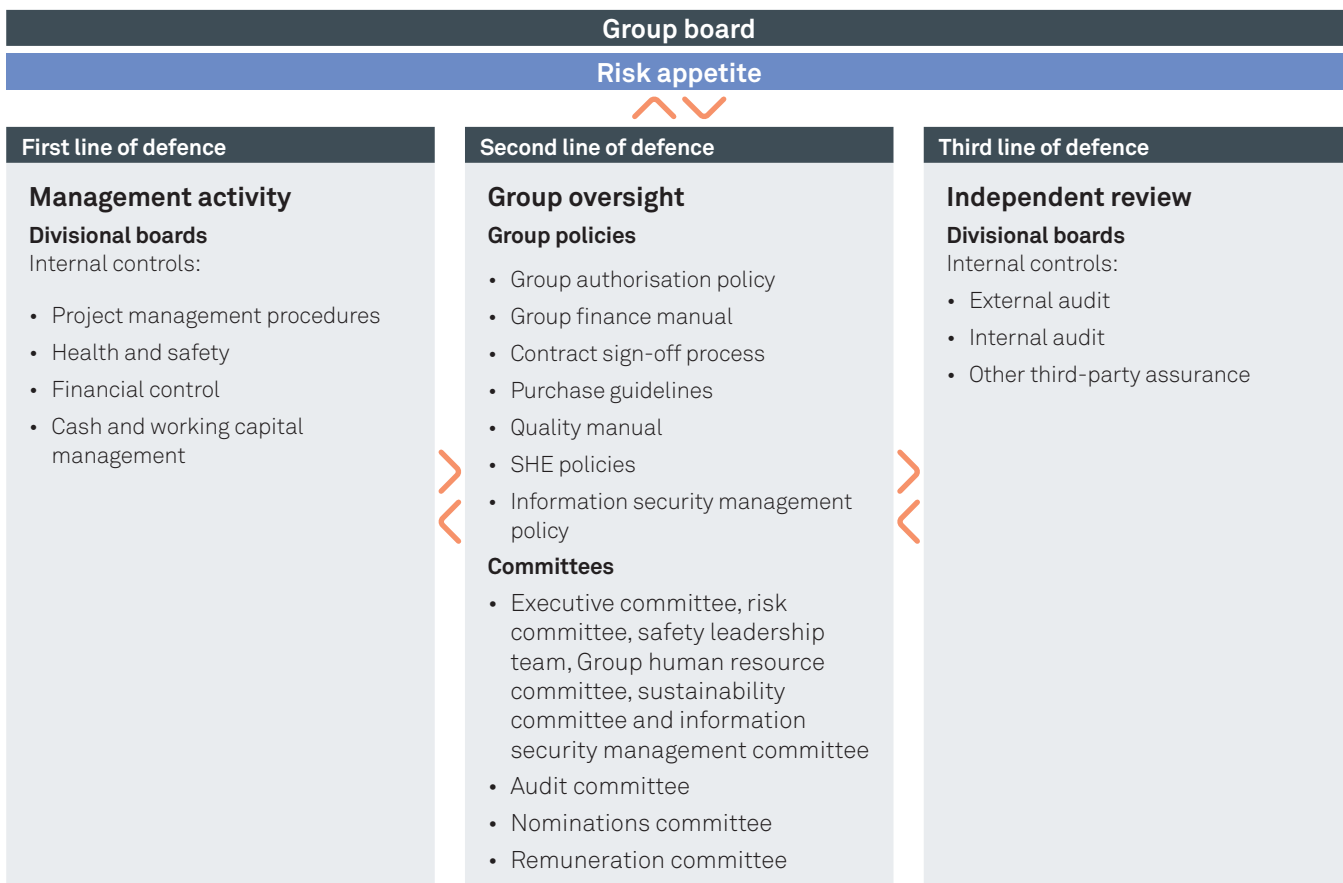 Group board
Risk appetite
First line of defence
Management activity
Divisional boards
Internal controls:
• Project management procedures
• Health and safety
• Financial control
• Cash and working capital
management
Second line of defence
Group oversight
Group policies
• Group authorisation policy
• Group finance manual
• Contract sign-off process
• Purchase guidelines
• Quality manual
• SHE policies
• Information security management
policy
Committees
• Executive committee, risk
committee, safety leadership
team, Group human resource
committee, sustainability
committee and information
security management committee
• Audit committee
• Nominations committee
• Remuneration committee
Third line of defence
Independent review
Divisional boards
Internal controls:
• External audit
• Internal audit
• Other third-party assurance